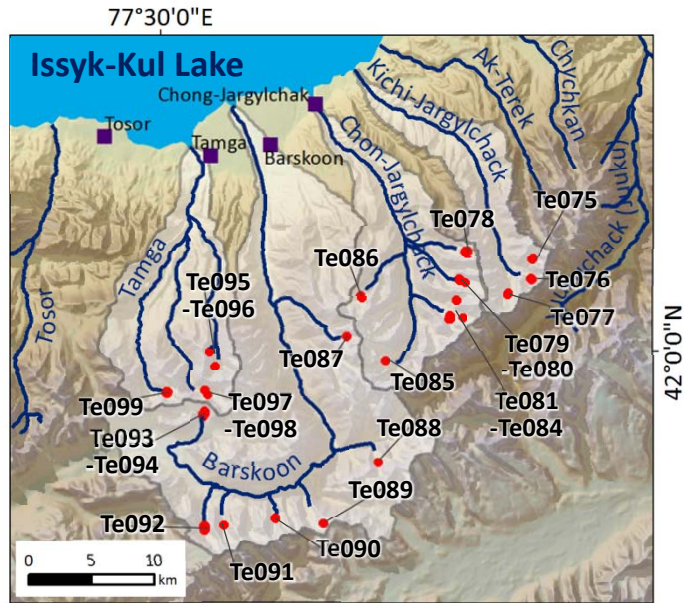 77°30'0"E
Issyk-Kul Lake
Chong-Jargylchak
Kichi-Jargylchack
Ak-Terek
Chychkan
Tosor
Tamga
Barskoon
Chon-Jargylchack
(Juuku)
Te075
Te078
Te086
Te076
Te077
Tamga
Te095
-Te096
Tosor
Te087
Te079
-Te080
Te085
Te099
Te097
-Te098
Te081
-Te084
Te093
-Te094
Barskoon
Te088
Te089
Te092
Te090
Te091
0 5 10
km
42°0'0"N